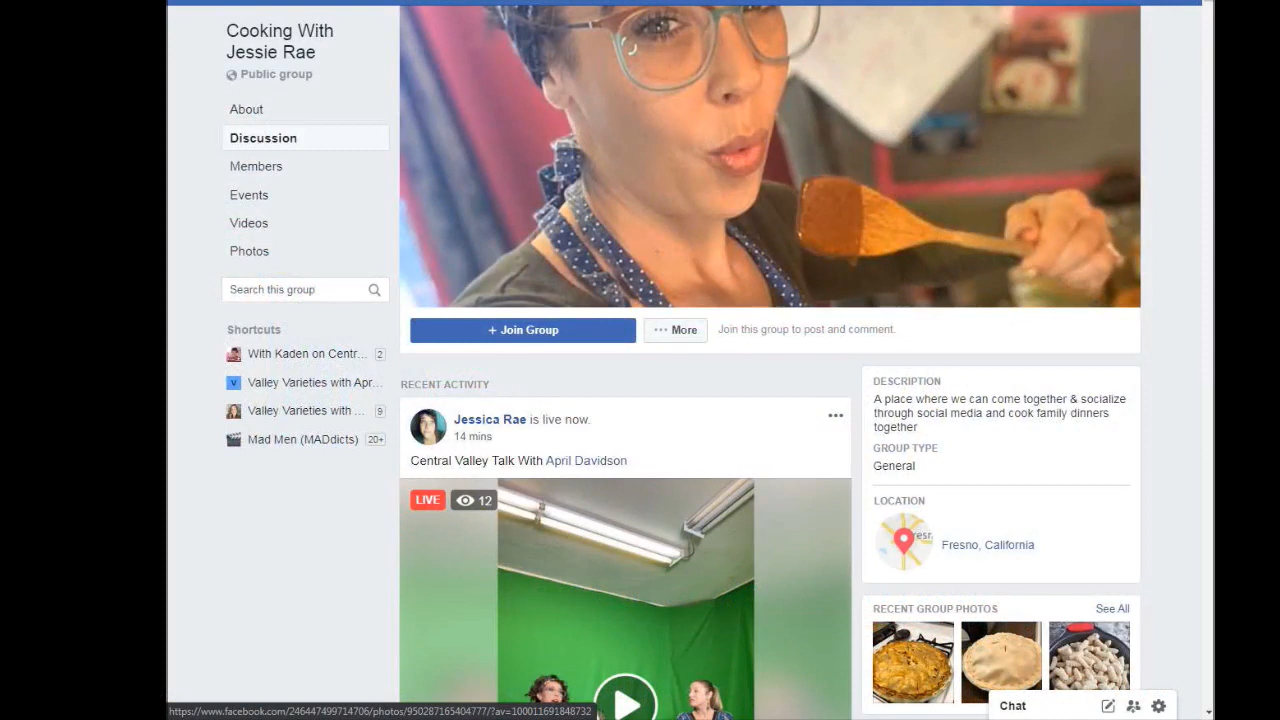 Cooking With
Jessie Rae
Public group
About
Discussion
Members
Events
Videos
Photos
Search this group
Shortcuts
With Kaden on Centr... 2
Valley Varieties with Apr...
Valley Varieties with ... 9
Mad Men (MADdicts) 20+
+ Join Group
··· More
Join this group to post and comment.
RECENT ACTIVITY
Jessica Rae is live now.
14 mins
Central Valley Talk With April Davidson
LIVE 12
DESCRIPTION
A place where we can come together & socialize
through social media and cook family dinners
together
GROUP TYPE
General
LOCATION
Fresno, California
RECENT GROUP PHOTOS See All
Chat
https://www.facebook.com/246447499714706/photos/950287165404777/?av=100011691848732